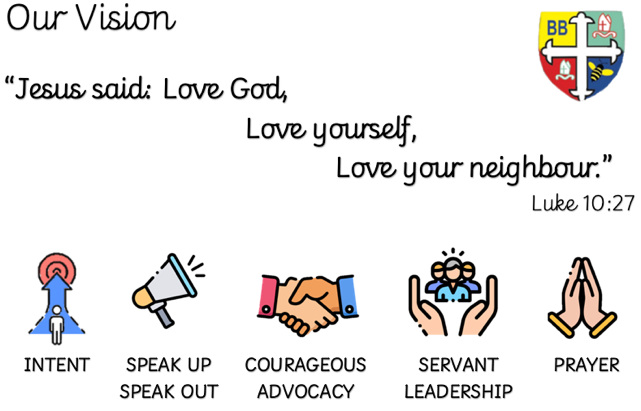 Our Vision
BB
“Jesus said: Love God,
Love yourself,
Love your neighbour.”
Luke 10:27
INTENT
SPEAK UP
SPEAK OUT
COURAGEOUS
ADVOCACY
SERVANT
LEADERSHIP
PRAYER